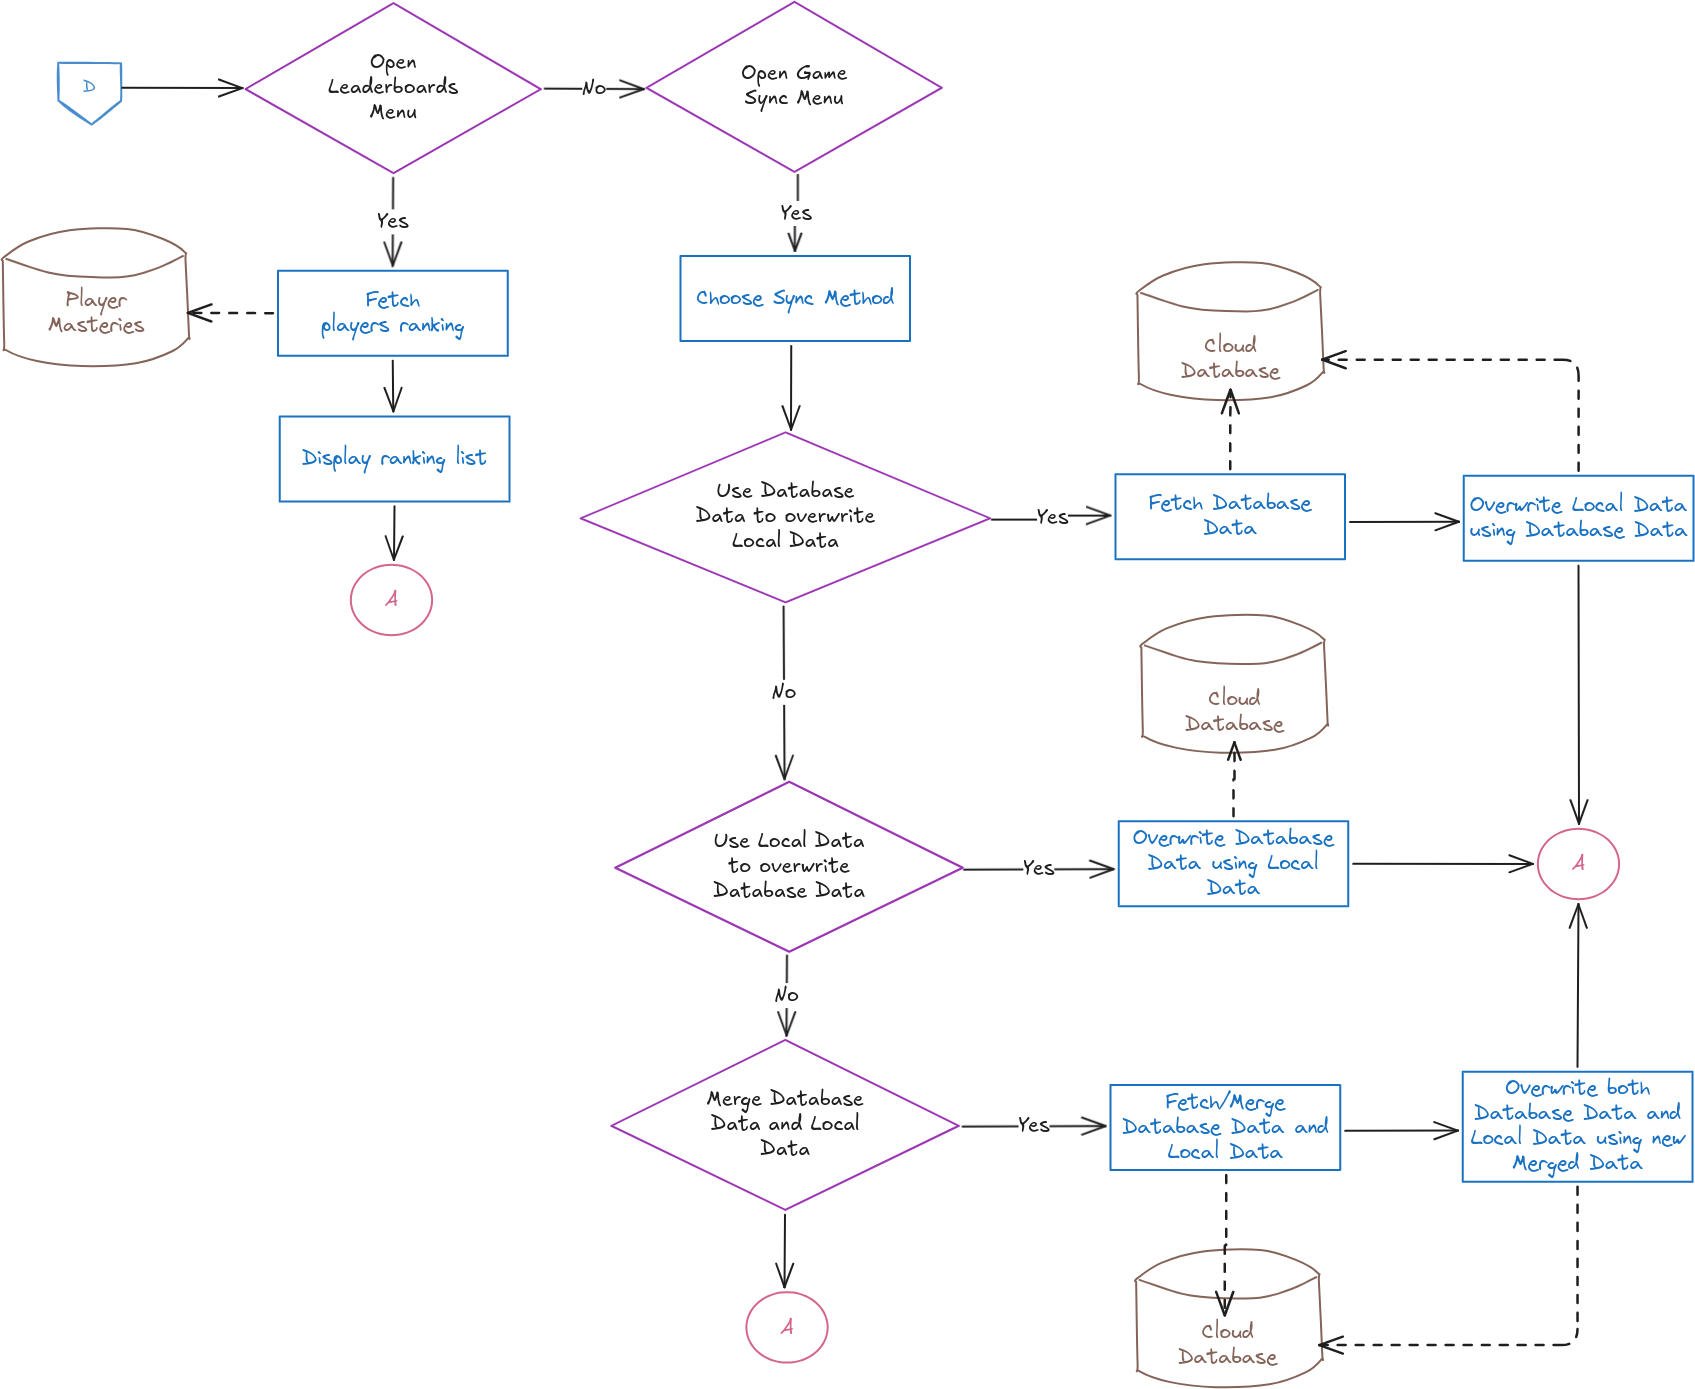 D
Open
Leaderboards
Menu
No
Open Game
Sync Menu
Yes
Yes
Player
Masteries
Fetch
players ranking
Choose Sync Method
Cloud
Database
Display ranking list
Use Database
Data to overwrite
Local Data
Yes
Fetch Database
Data
Overwrite Local Data
using Database Data
A
No
Cloud
Database
Use Local Data
to overwrite
Database Data
Yes
Overwrite Database
Data using Local
Data
A
No
Merge Database
Data and Local
Data
Yes
Fetch/Merge
Database Data and
Local Data
Overwrite both
Database Data and
Local Data using new
Merged Data
A
Cloud
Database